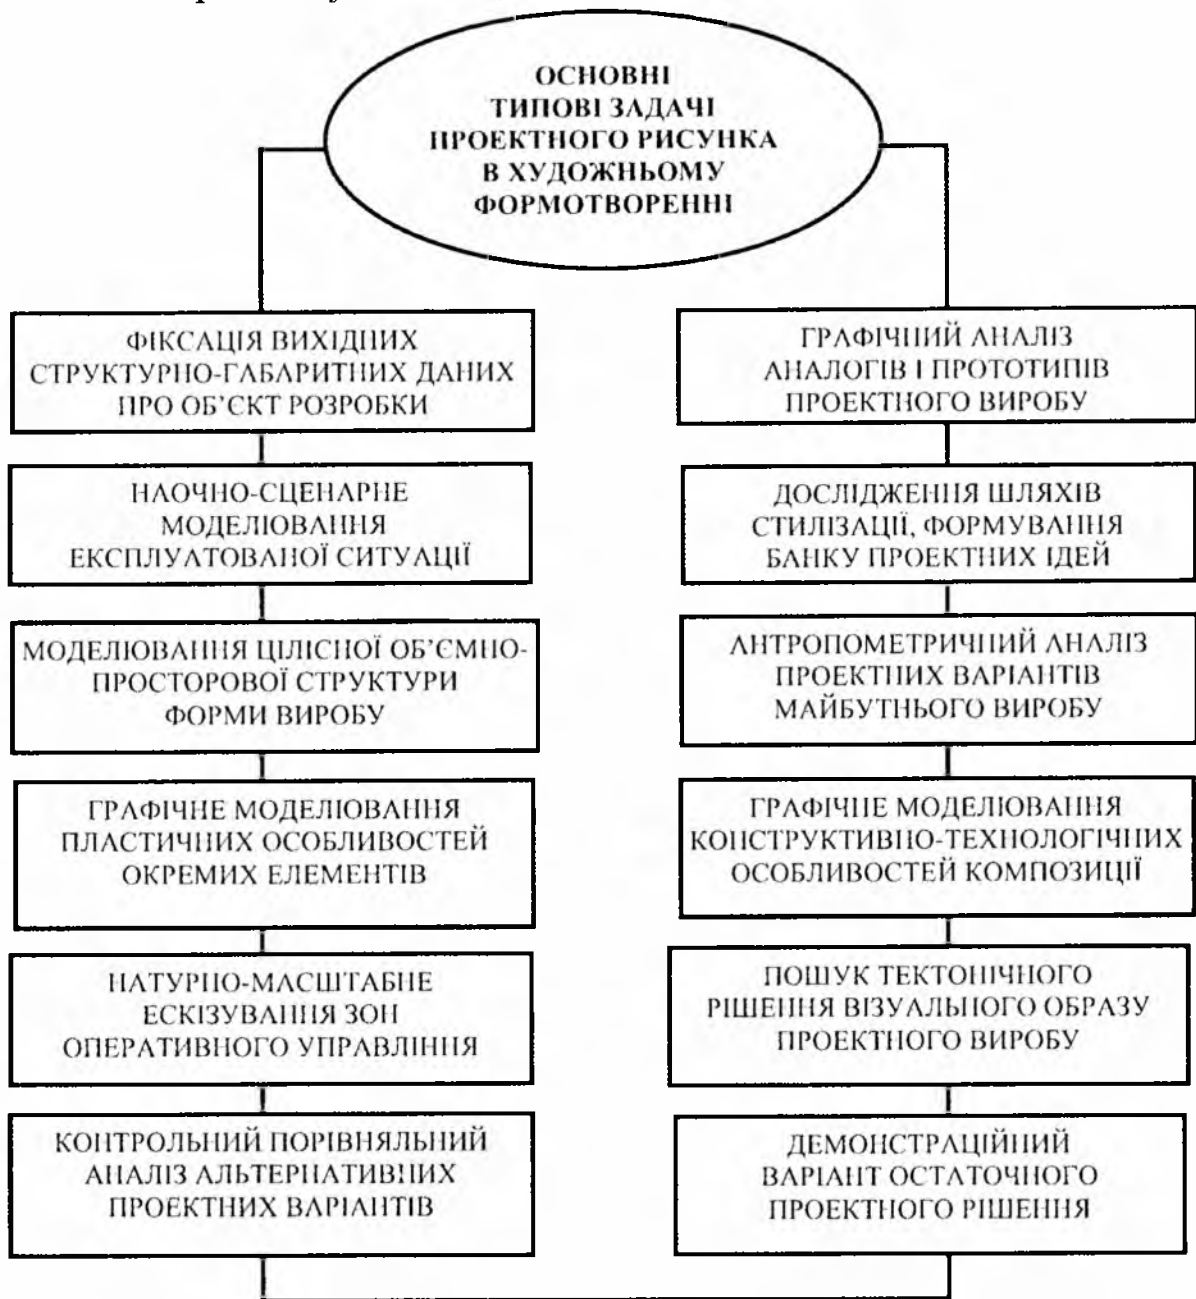 ОСНОВНІ
ТИПОВІ ЗАДАЧІ
ПРОЕКТНОГО РИСУНКА
В ХУДОЖНЬОМУ
ФОРМОТВОРЕННІ
ФІКСАЦІЯ ВИХІДНИХ
СТРУКТУРНО-ГАБАРИТНИХ ДАНИХ
ПРО ОБ’ЄКТ РОЗРОБКИ
НАОЧНО-СЦЕНАРНЕ
МОДЕЛЮВАННЯ
ЕКСПЛУАТОВАНОЇ СИТУАЦІЇ
МОДЕЛЮВАННЯ ЦІЛІСНОЇ ОБ’ЄМНО-
ПРОСТОРОВОЇ СТРУКТУРИ
ФОРМИ ВИРОБУ
ГРАФІЧНЕ МОДЕЛЮВАННЯ
ПЛАСТИЧНИХ ОСОБЛИВОСТЕЙ
ОКРЕМИХ ЕЛЕМЕНТІВ
НАТУРНО-МАСШТАБНЕ
ЕСКІЗУВАННЯ ЗОН
ОПЕРАТИВНОГО УПРАВЛІННЯ
КОНТРОЛЬНИЙ ПОРІВНЯЛЬНИЙ
АНАЛІЗ АЛЬТЕРНАТИВНИХ
ПРОЕКТНИХ ВАРІАНТІВ
ГРАФІЧНИЙ АНАЛІЗ
АНАЛОГІВ І ПРОТОТИПІВ
ПРОЕКТНОГО ВИРОБУ
ДОСЛІДЖЕННЯ ШЛЯХІВ
СТИЛІЗАЦІЇ, ФОРМУВАННЯ
БАНКУ ПРОЕКТНИХ ІДЕЙ
АНТРОПОМЕТРИЧНИЙ АНАЛІЗ
ПРОЕКТНИХ ВАРІАНТІВ
МАЙБУТНЬОГО ВИРОБУ
ГРАФІЧНЕ МОДЕЛЮВАННЯ
КОНСТРУКТИВНО-ТЕХНОЛОГІЧНИХ
ОСОБЛИВОСТЕЙ КОМПОЗИЦІЇ
ПОШУК ТЕКТОНІЧНОГО
РІШЕННЯ ВІЗУАЛЬНОГО ОБРАЗУ
ПРОЕКТНОГО ВИРОБУ
ДЕМОНСТРАЦІЙНИЙ
ВАРІАНТ ОСТАТОЧНОГО
ПРОЕКТНОГО РІШЕННЯ